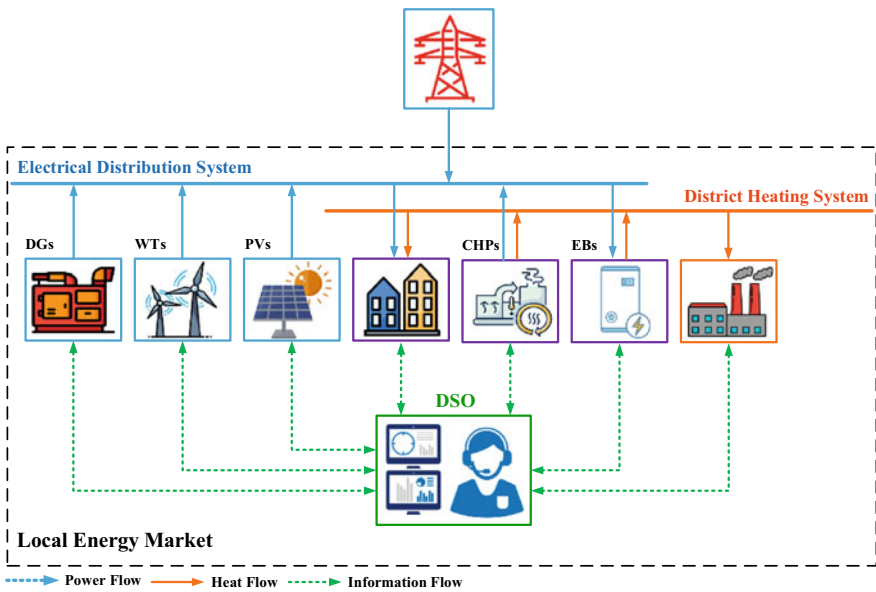 Electrical Distribution System
District Heating System
DGs
WTs
PVs
CHPs
EBs
DSO
Local Energy Market
Power Flow
Heat Flow
Information Flow